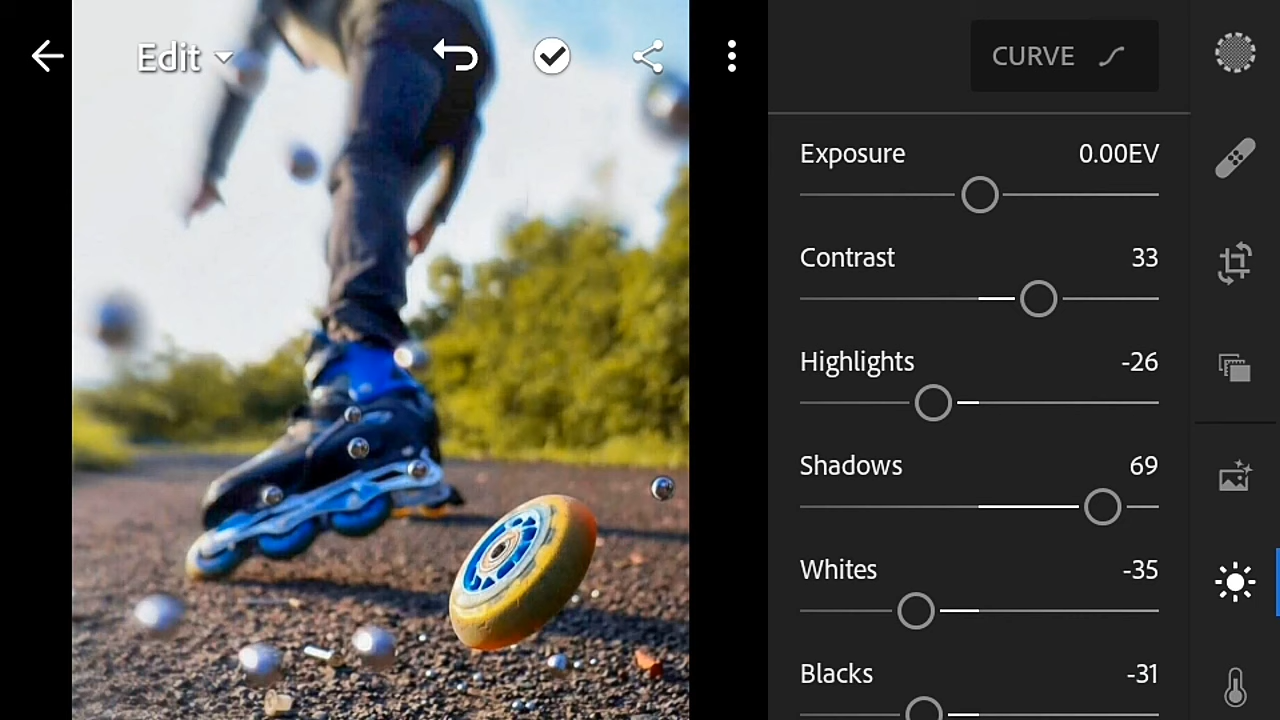 Edit
CURVE
Exposure 0.00EV
Contrast 33
Highlights -26
Shadows 69
Whites -35
Blacks -31